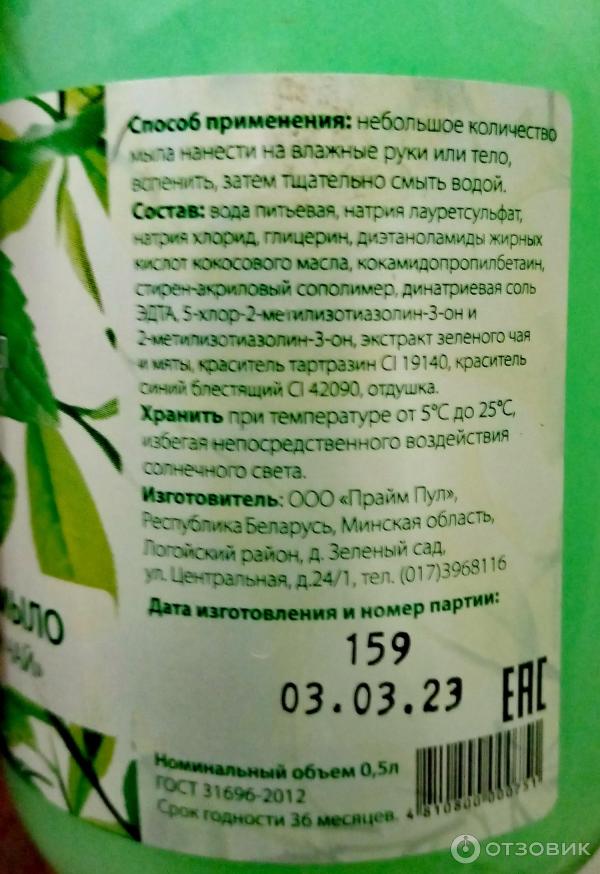 Способ применения: небольшое количество
мыла нанести на влажные руки или тело,
вспенить, затем тщательно смыть водой.
Состав: вода питьевая, натрия лауретсульфат,
натрия хлорид, глицерин, диэтаноламиды жирных
кислот кокосового масла, кокамидопропилбетаин,
стирен-акриловый сополимер, динатриевая соль
ЭДТА, 5-хлор-2-метилизотиазолин-3-он и
2-метилизотиазолин-3-он, экстракт зеленого чая
и мяты, краситель тартразин CI 19140, краситель
синий блестящий CI 42090, отдушка.
Хранить при температуре от 5°С до 25°С,
избегая непосредственного воздействия
солнечного света.
Изготовитель: ООО «Прайм Пул»,
Республика Беларусь, Минская область,
Логойский район, д. Зеленый сад,
ул. Центральная, д.24/1, тел. (017)3968116
Дата изготовления и номер партии:
159
03.03.23
ЕАС
МЫЛО
ЧАЙ»
Номинальный объем 0,5л
ГОСТ 31696-2012
Срок годности 36 месяцев.
4 810800 000751
ОТЗОВИК